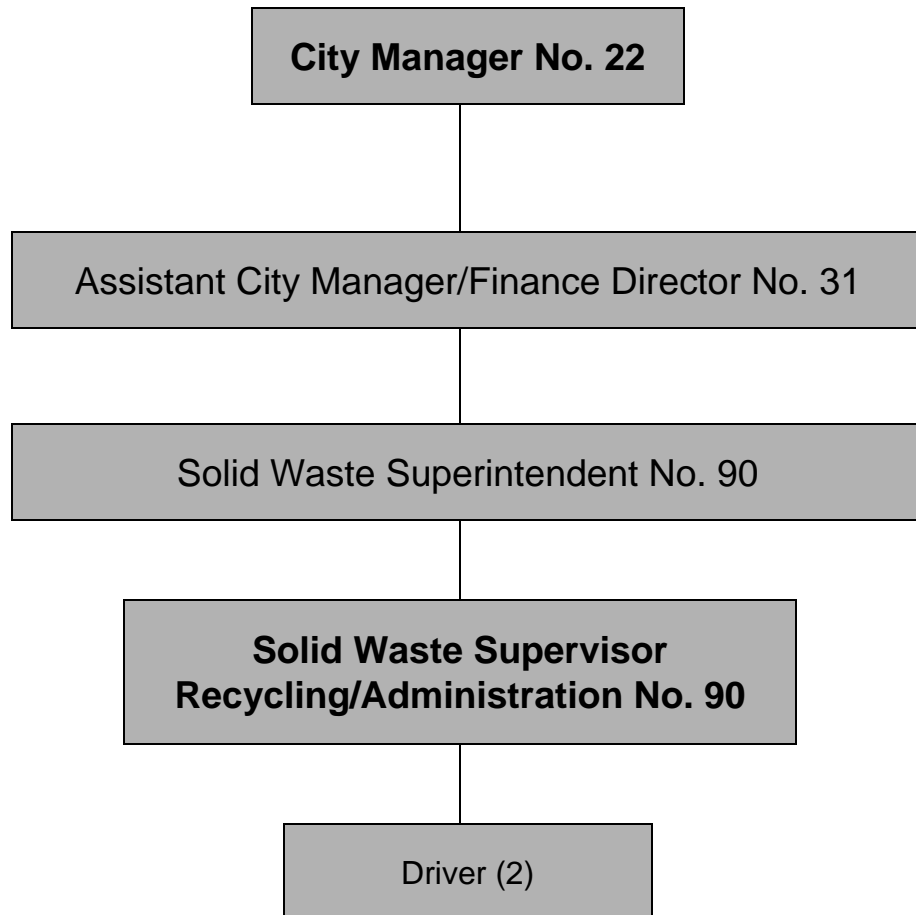 City Manager No. 22
Assistant City Manager/Finance Director No. 31
Solid Waste Superintendent No. 90
Solid Waste Supervisor
Recycling/Administration No. 90
Driver (2)